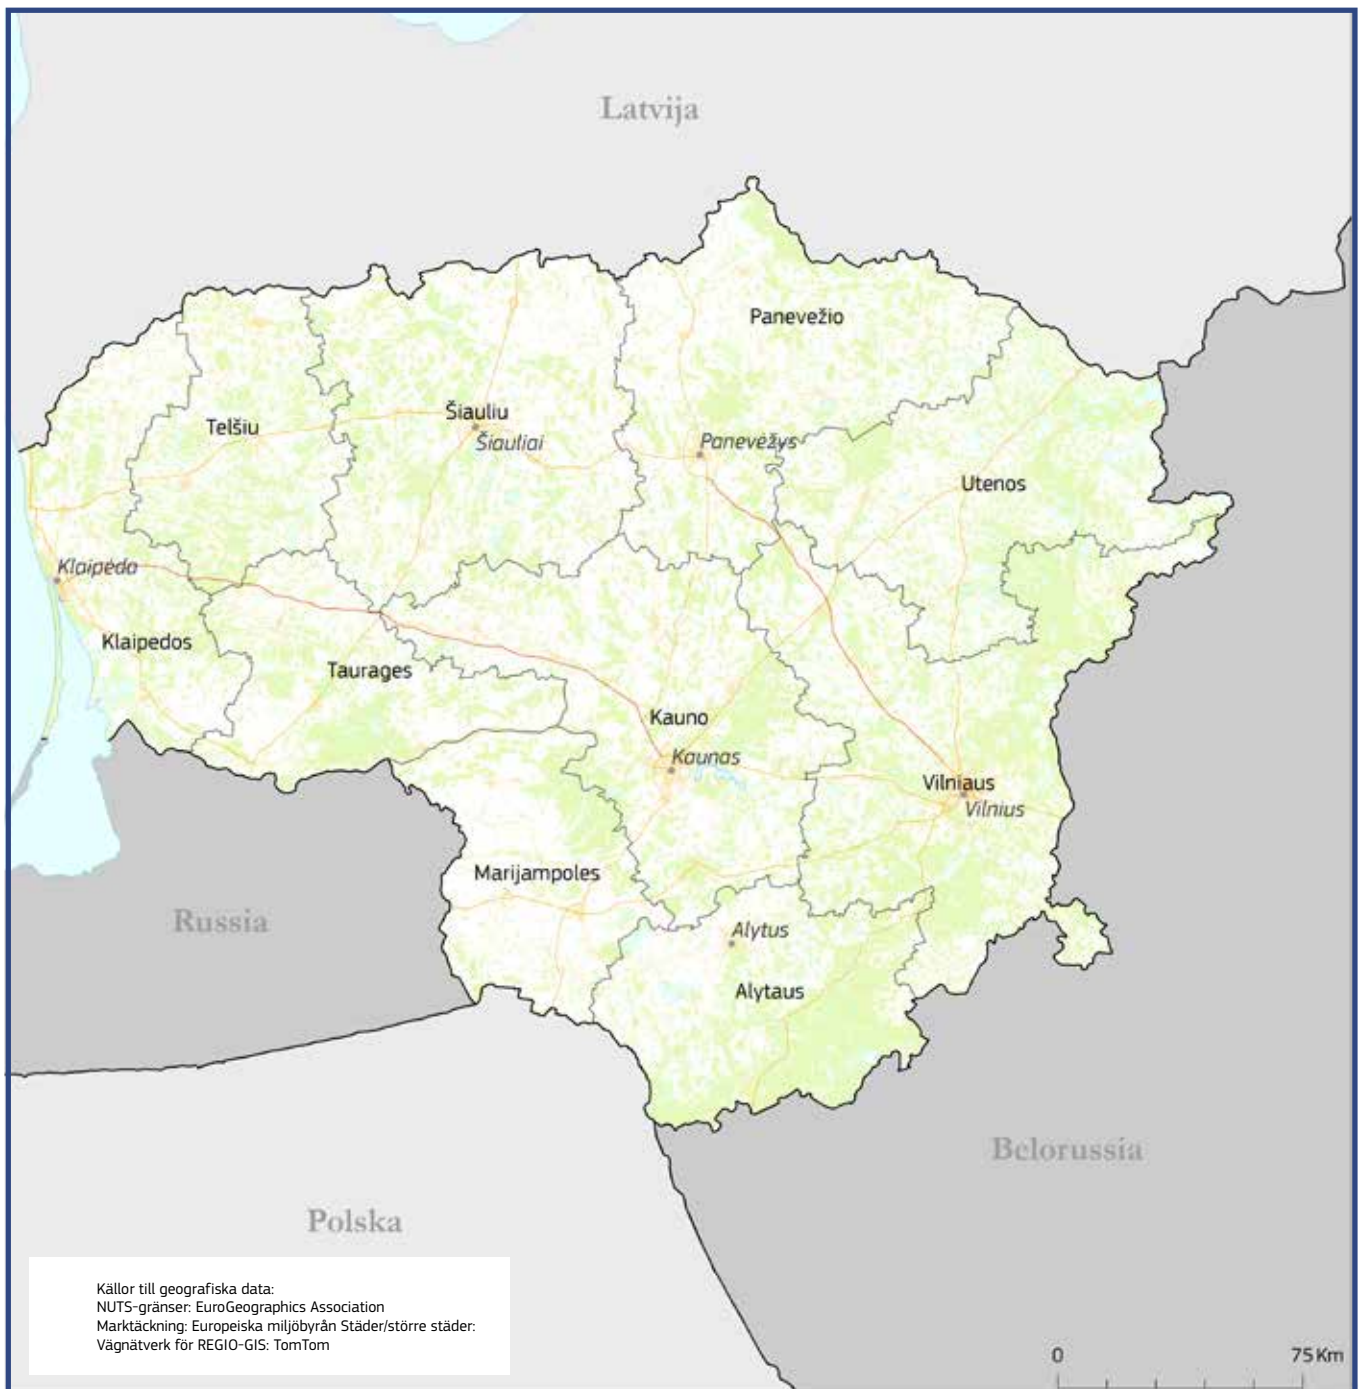 Latvija
Panevežio
Telšiu
Šiauliu
Šiauliai
Panevėžys
Utenos
Klaipėda
Klaipedos
Taurages
Kauno
Kaunas
Vilniaus
Vilnius
Marijampoles
Russia
Alytus
Alytaus
Belorussia
Polska
Källor till geografiska data:
NUTS-gränser: EuroGeographics Association
Marktäckning: Europeiska miljöbyrån Städer/större städer:
Vägnätverk för REGIO-GIS: TomTom
0 75 Km